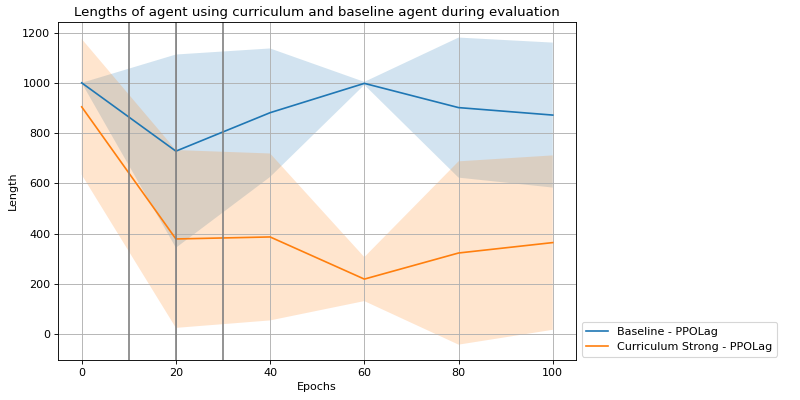 Lengths of agent using curriculum and baseline agent during evaluation
1200
1000
800
600
400
200
0
Length
0 20 40 60 80 100
Epochs
Baseline - PPOLag
Curriculum Strong - PPOLag